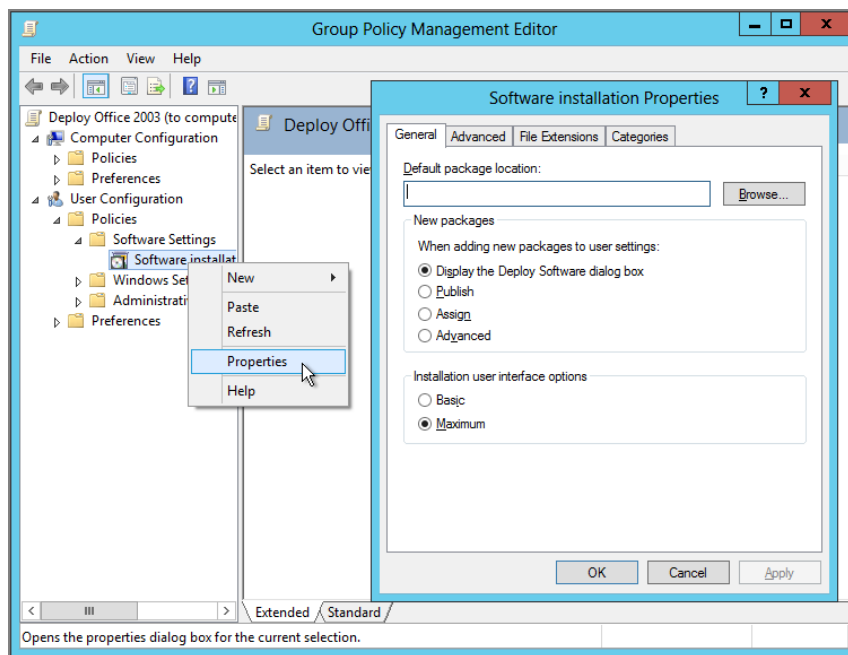 Group Policy Management Editor
File Action View Help
Deploy Office 2003 (to compute
Computer Configuration
Policies
Preferences
User Configuration
Policies
Software Settings
Software installat
Windows Set
Administrati
Preferences
New
Paste
Refresh
Properties
Help
Deploy Offi
Select an item to vie
Software installation Properties
?
x
General Advanced File Extensions Categories
Default package location:
Browse...
New packages
When adding new packages to user settings:
Display the Deploy Software dialog box
Publish
Assign
Advanced
Installation user interface options
Basic
Maximum
OK Cancel Apply
Extended Standard
Opens the properties dialog box for the current selection.